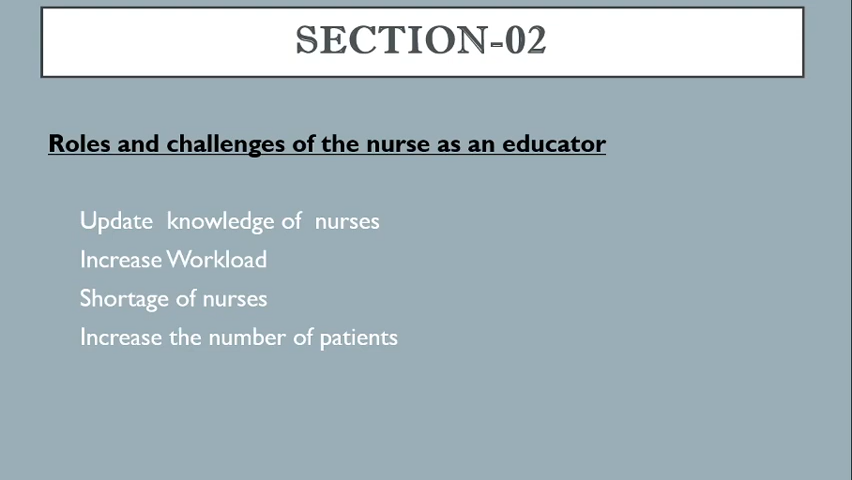 SECTION-02
Roles and challenges of the nurse as an educator
Update knowledge of nurses
Increase Workload
Shortage of nurses
Increase the number of patients